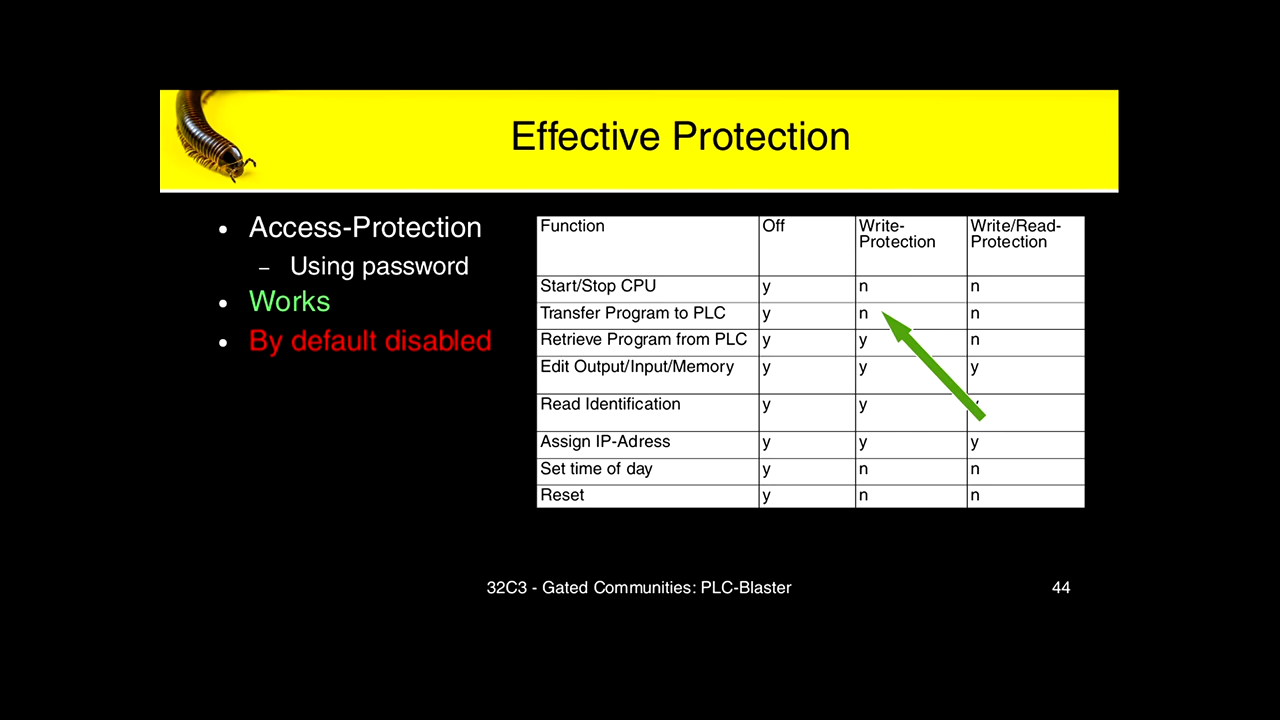 Effective Protection
• Access-Protection
– Using password
• Works
• By default disabled
Function Off Write-Protection Write/Read-Protection
Start/Stop CPU y n n
Transfer Program to PLC y n n
Retrieve Program from PLC y y n
Edit Output/Input/Memory y y y
Read Identification y y
Assign IP-Adress y y y
Set time of day y n n
Reset y n n
32C3 - Gated Communities: PLC-Blaster 44